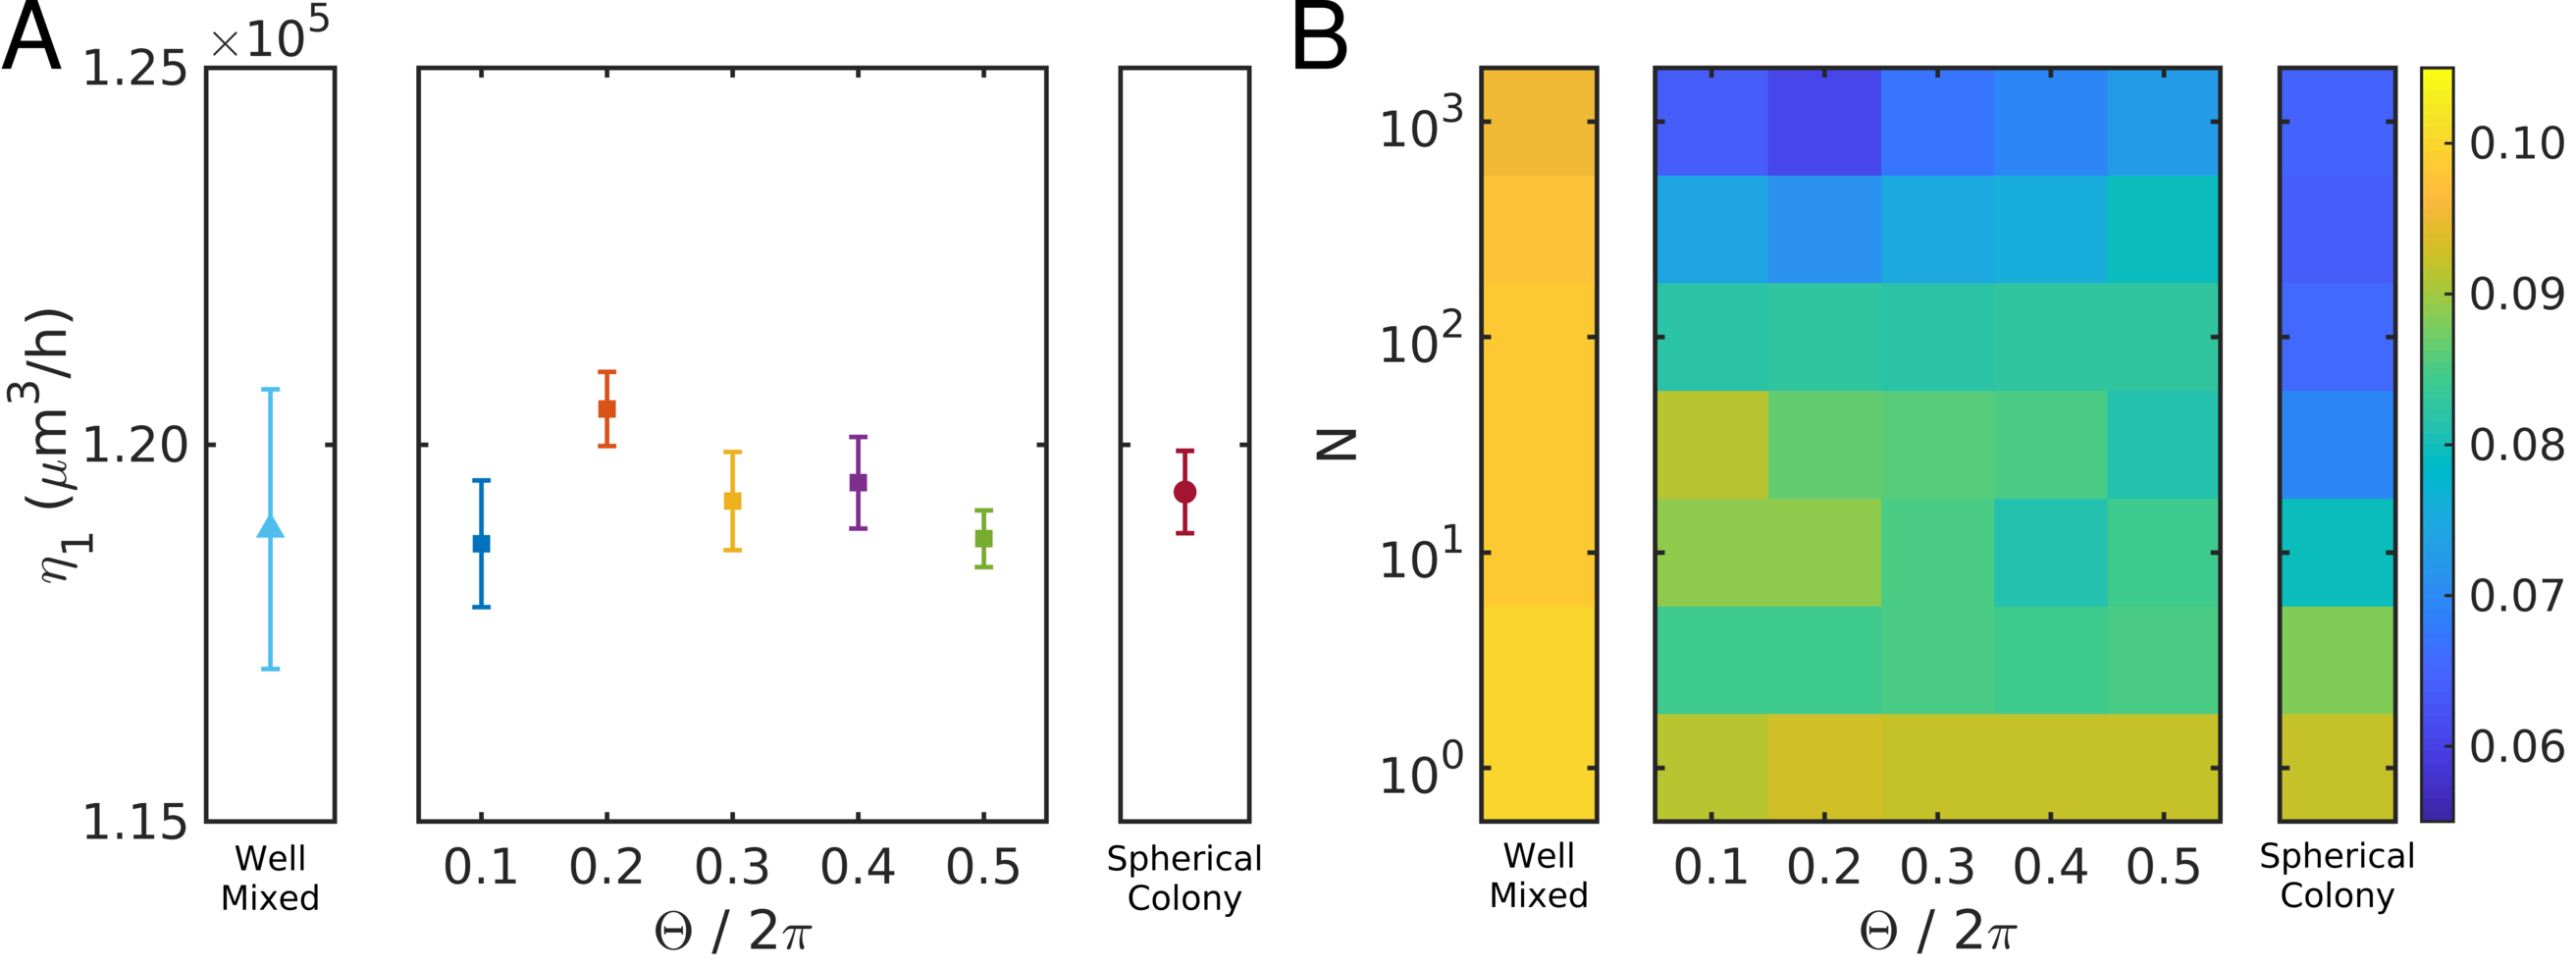 A
×10^5
1.25
1.20
1.15
η_1 (μm^3/h)
Well
Mixed
0.1 0.2 0.3 0.4 0.5
Θ / 2π
Spherical
Colony
B
N
10^3
10^2
10^1
10^0
Well
Mixed
0.1 0.2 0.3 0.4 0.5
Θ / 2π
Spherical
Colony
0.10
0.09
0.08
0.07
0.06